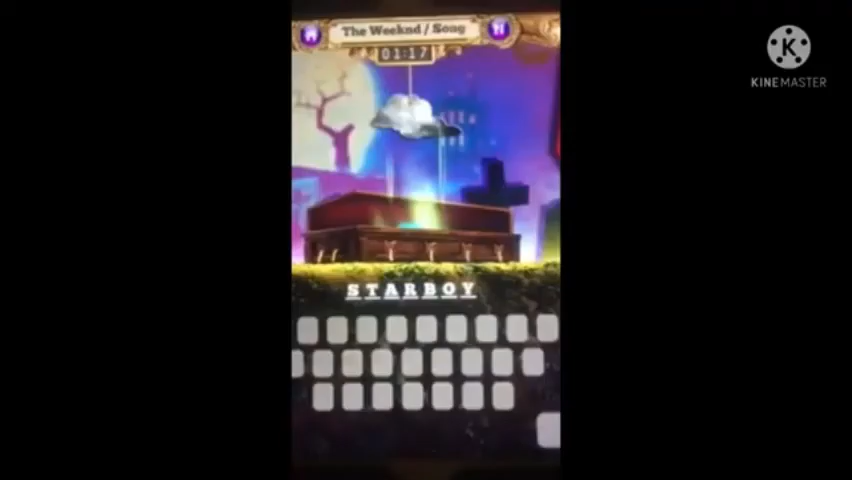 The Weeknd / Song
01:17
K
KINEMASTER
STARBOY